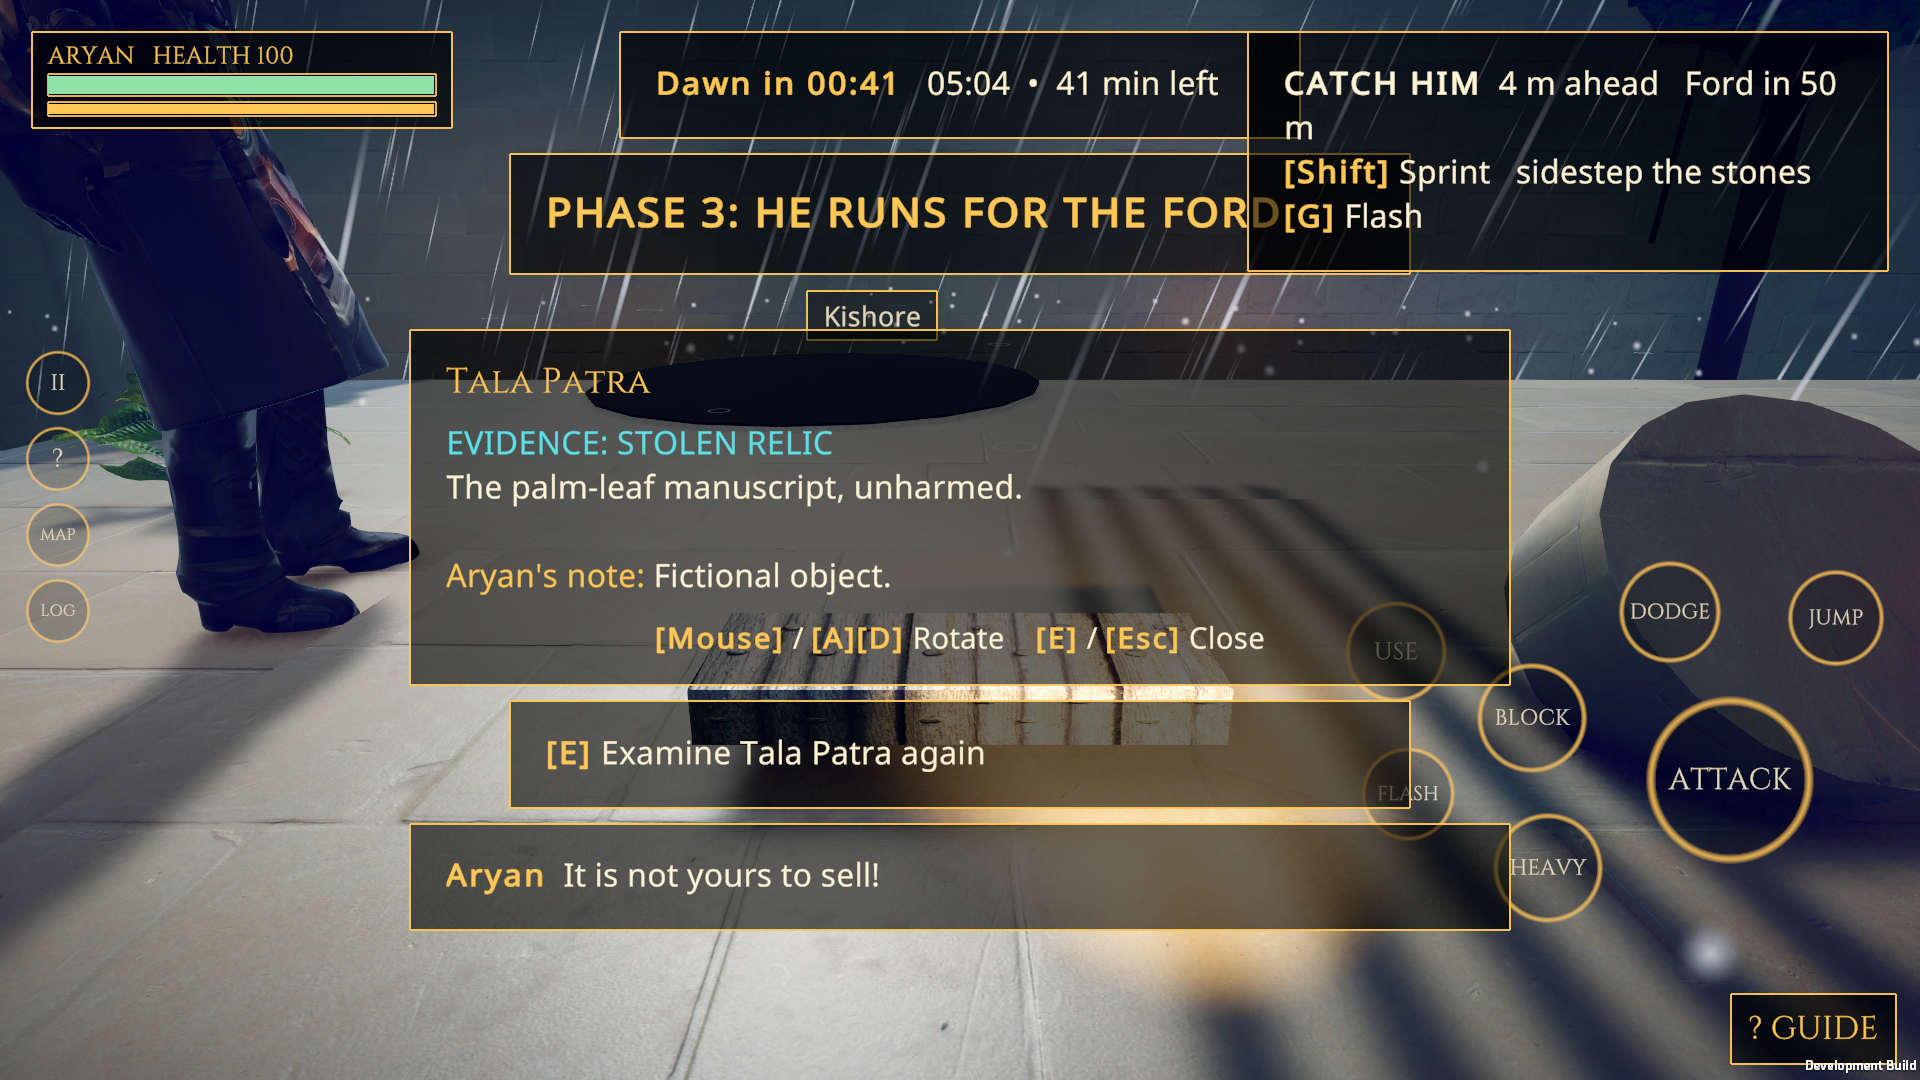 ARYAN HEALTH 100
Dawn in 00:41 05:04 • 41 min left
CATCH HIM 4 m ahead Ford in 50
m
[Shift] Sprint sidestep the stones
[G] Flash
PHASE 3: HE RUNS FOR THE FORD
Kishore
TALA PATRA
EVIDENCE: STOLEN RELIC
The palm-leaf manuscript, unharmed.
Aryan's note: Fictional object.
[Mouse] / [A][D] Rotate [E] / [Esc] Close
[E] Examine Tala Patra again
Aryan It is not yours to sell!
II
?
MAP
LOG
USE
DODGE
JUMP
BLOCK
ATTACK
FLASH
HEAVY
? GUIDE
Development Build